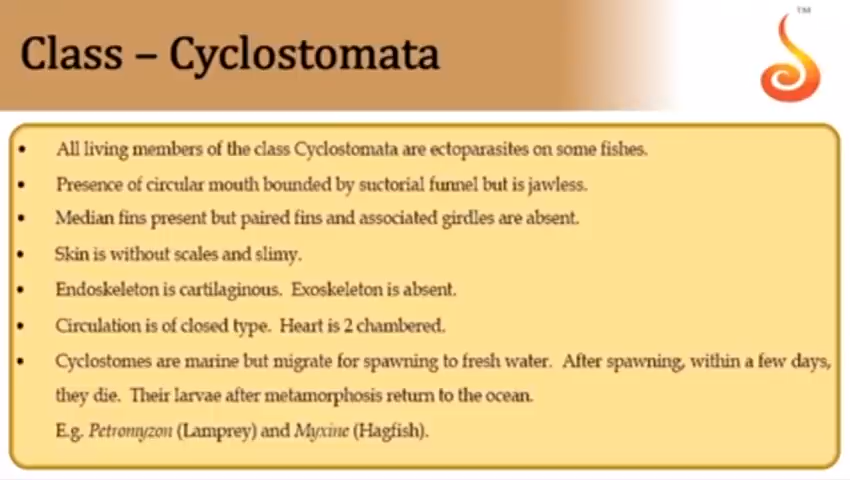 Class – Cyclostomata
TM
• All living members of the class Cyclostomata are ectoparasites on some fishes.
• Presence of circular mouth bounded by suctorial funnel but is jawless.
• Median fins present but paired fins and associated girdles are absent.
• Skin is without scales and slimy.
• Endoskeleton is cartilaginous. Exoskeleton is absent.
• Circulation is of closed type. Heart is 2 chambered.
• Cyclostomes are marine but migrate for spawning to fresh water. After spawning, within a few days,
they die. Their larvae after metamorphosis return to the ocean.
E.g. Petromyzon (Lamprey) and Myxine (Hagfish).